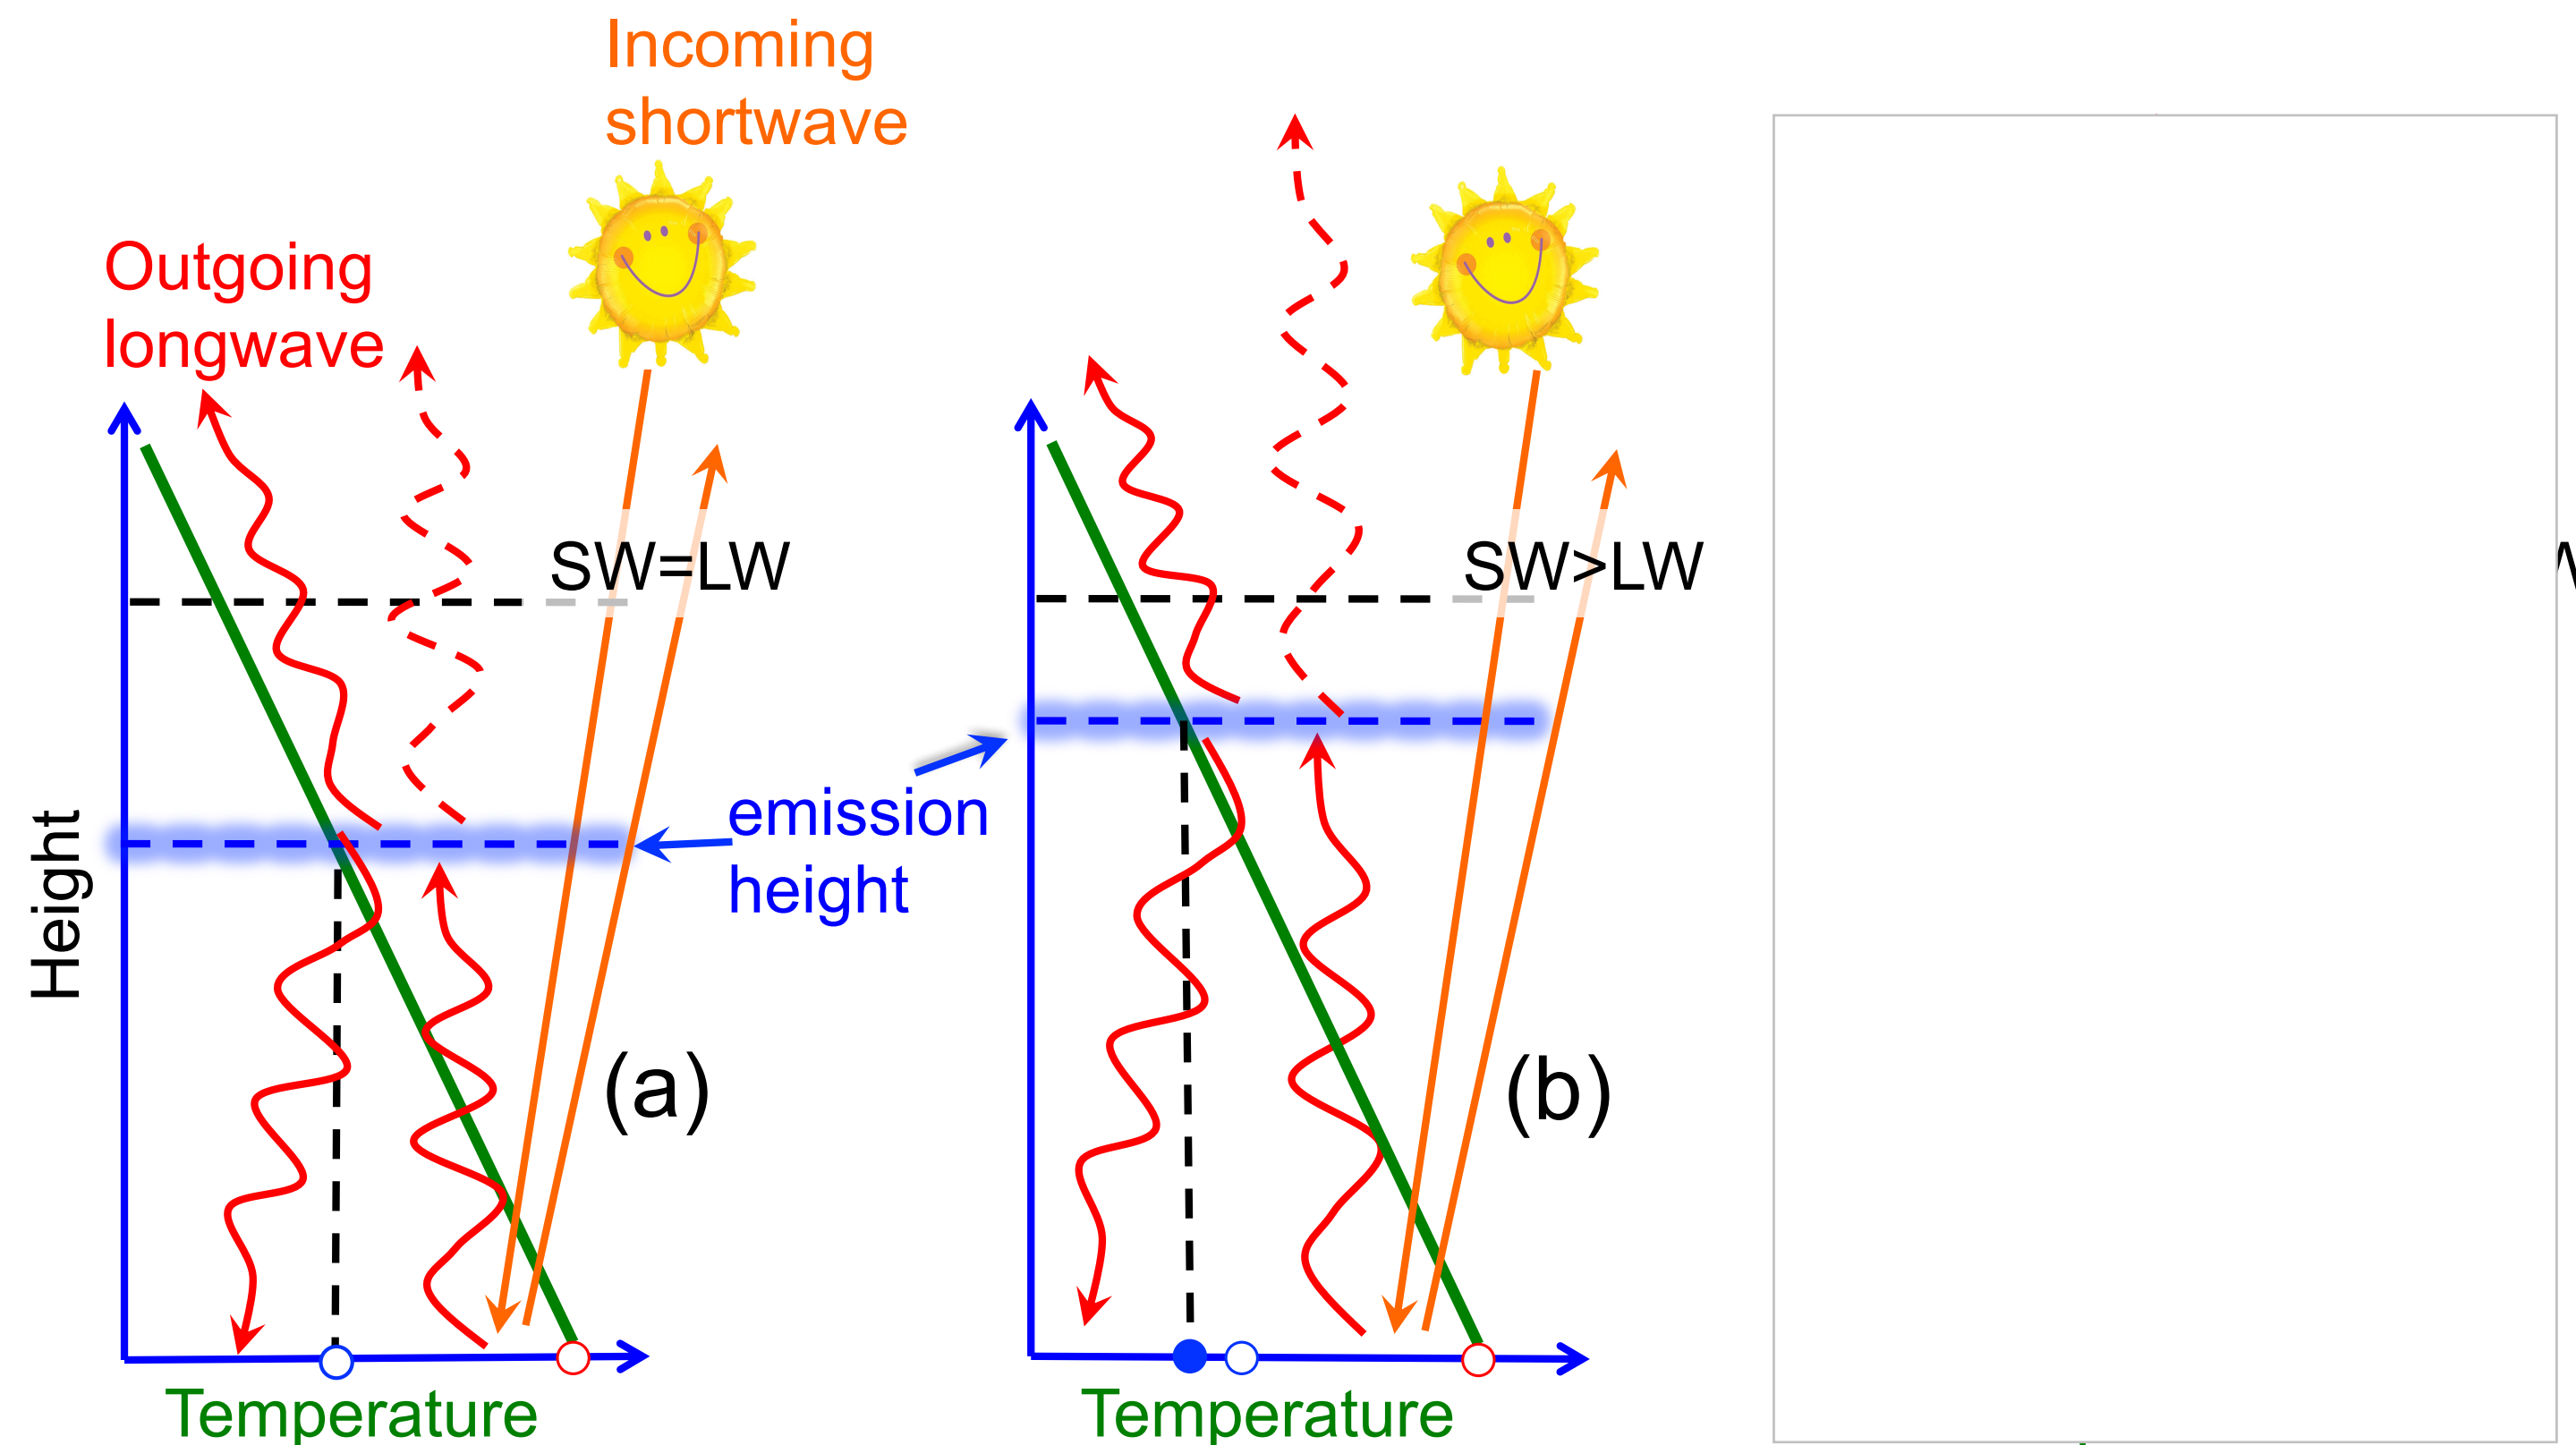 Incoming
shortwave
Outgoing
longwave
SW=LW
SW>LW
Height
emission
height
(a)
(b)
Temperature
Temperature